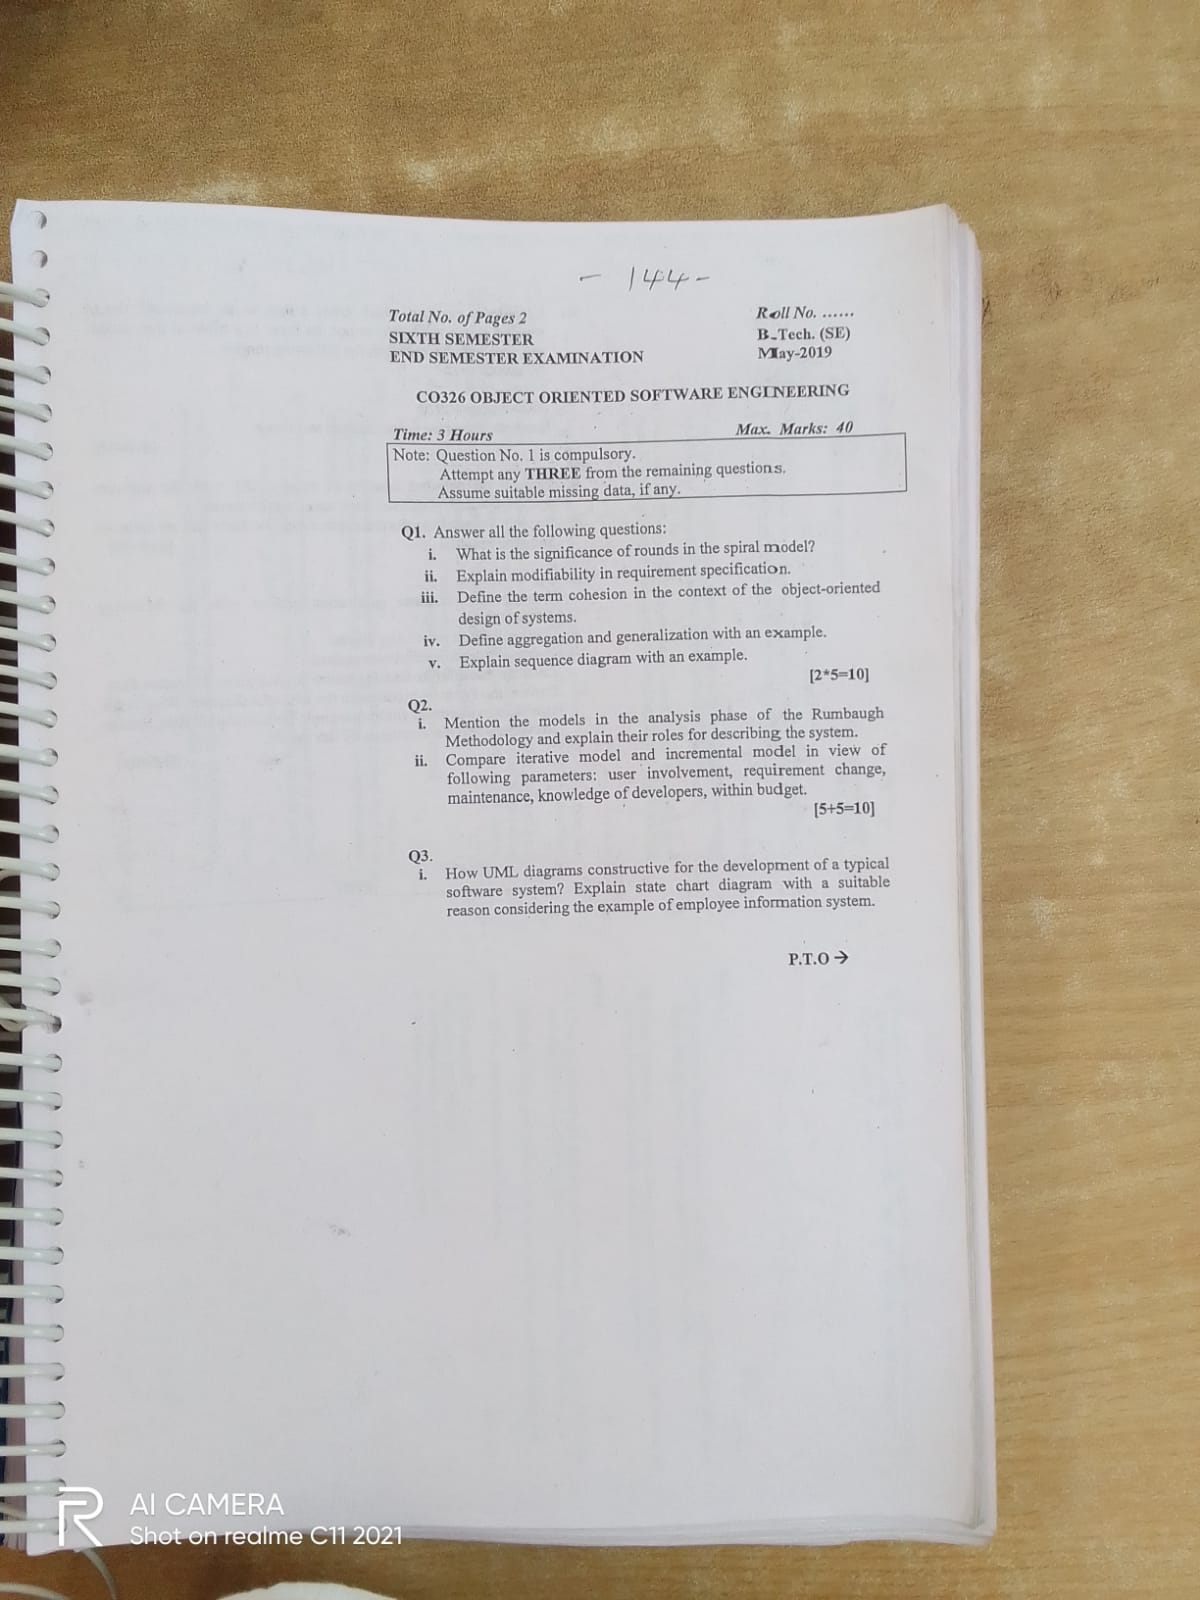 - 144 -
Total No. of Pages 2
Roll No. ......
SIXTH SEMESTER
B.Tech. (SE)
END SEMESTER EXAMINATION
May-2019
CO326 OBJECT ORIENTED SOFTWARE ENGINEERING
Time: 3 Hours
Max. Marks: 40
Note: Question No. 1 is compulsory.
Attempt any THREE from the remaining questions.
Assume suitable missing data, if any.
Q1. Answer all the following questions:
i. What is the significance of rounds in the spiral model?
ii. Explain modifiability in requirement specification.
iii. Define the term cohesion in the context of the object-oriented
design of systems.
iv. Define aggregation and generalization with an example.
v. Explain sequence diagram with an example.
[2*5=10]
Q2.
i. Mention the models in the analysis phase of the Rumbaugh
Methodology and explain their roles for describing the system.
ii. Compare iterative model and incremental model in view of
following parameters: user involvement, requirement change,
maintenance, knowledge of developers, within budget.
[5+5=10]
Q3.
i. How UML diagrams constructive for the development of a typical
software system? Explain state chart diagram with a suitable
reason considering the example of employee information system.
P.T.O →
R
AI CAMERA
Shot on realme C11 2021